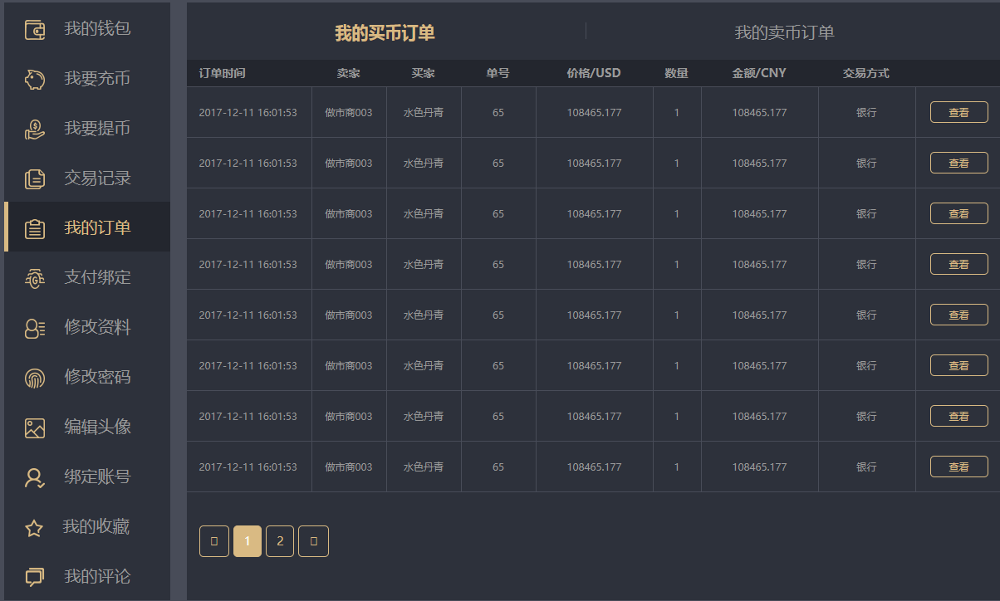 我的钱包
我要充币
我要提币
交易记录
我的订单
支付绑定
修改资料
修改密码
编辑头像
绑定账号
我的收藏
我的评论
我的买币订单 我的卖币订单
订单时间 卖家 买家 单号 价格/USD 数量 金额/CNY 交易方式
2017-12-11 16:01:53 做市商003 水色丹青 65 108465.177 1 108465.177 银行 查看
2017-12-11 16:01:53 做市商003 水色丹青 65 108465.177 1 108465.177 银行 查看
2017-12-11 16:01:53 做市商003 水色丹青 65 108465.177 1 108465.177 银行 查看
2017-12-11 16:01:53 做市商003 水色丹青 65 108465.177 1 108465.177 银行 查看
2017-12-11 16:01:53 做市商003 水色丹青 65 108465.177 1 108465.177 银行 查看
2017-12-11 16:01:53 做市商003 水色丹青 65 108465.177 1 108465.177 银行 查看
2017-12-11 16:01:53 做市商003 水色丹青 65 108465.177 1 108465.177 银行 查看
2017-12-11 16:01:53 做市商003 水色丹青 65 108465.177 1 108465.177 银行 查看
1 2